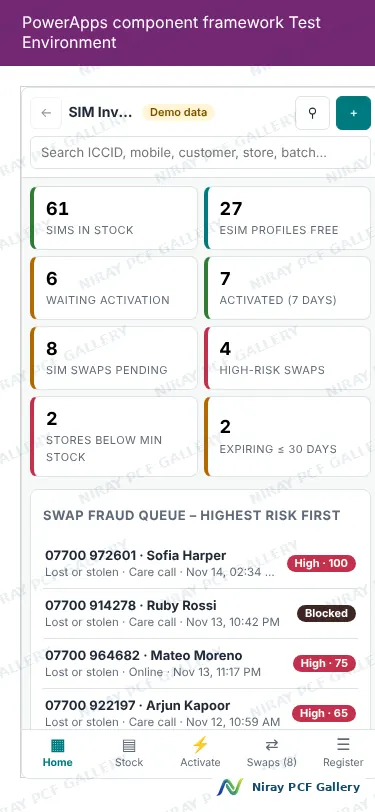 PowerApps component framework Test
Environment
← SIM Inv... Demo data +
Search ICCID, mobile, customer, store, batch...
61 27
SIMS IN STOCK ESIM PROFILES FREE
6 7
WAITING ACTIVATION ACTIVATED (7 DAYS)
8 4
SIM SWAPS PENDING HIGH-RISK SWAPS
2 2
STORES BELOW MIN EXPIRING ≤ 30 DAYS
STOCK
SWAP FRAUD QUEUE – HIGHEST RISK FIRST
07700 972601 · Sofia Harper High · 100
Lost or stolen · Care call · Nov 14, 02:34 ...
07700 914278 · Ruby Rossi Blocked
Lost or stolen · Care call · Nov 13, 10:42 PM
07700 964682 · Mateo Moreno High · 75
Lost or stolen · Online · Nov 13, 11:17 PM
07700 922197 · Arjun Kapoor High · 65
Lost or stolen · Care call · Nov 12, 10:59 AM
Home Stock Activate Swaps (8) Register
Niray PCF Gallery
NIRAY PCF GALLERY